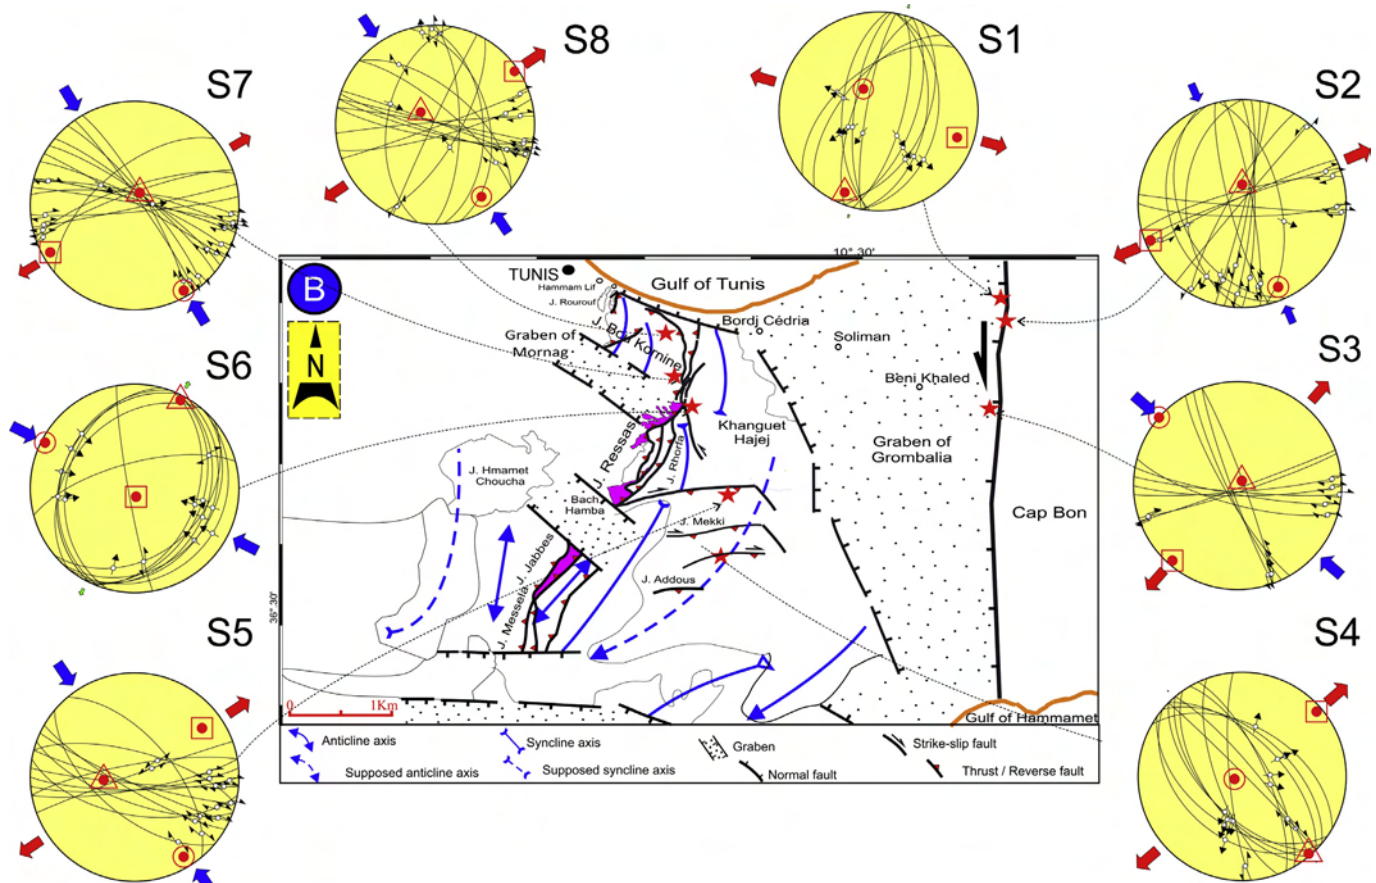 S8
S1
S7
S2
10°.30'
TUNIS
Gulf of Tunis
B
Hammam Lif
J. Rourouf
Bordj Cédria
J. Bou Kornine
Soliman
Graben of
Mornag
S6
N
S3
Beni Khaled
Khanguet
Hajej
Graben of
Grombalia
J. Ressas
J. Rhorfa
J. Hmamet
Choucha
Bach
Hamba
Cap Bon
J. Mekki
J. Jabbes
J. Addous
36°.30'
J. Messela
S5
S4
0 1Km
Gulf of Hammamet
Anticline axis
Syncline axis
Graben
Strike-slip fault
Supposed anticline axis
Supposed syncline axis
Normal fault
Thrust / Reverse fault